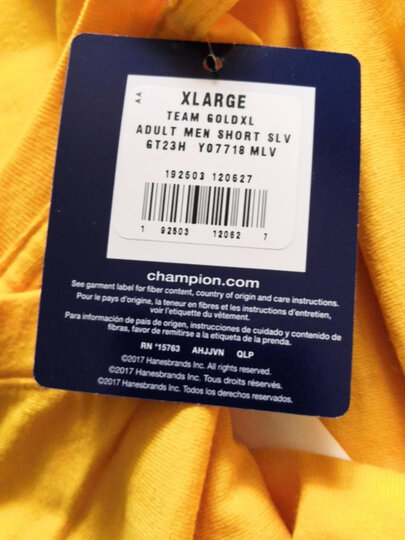 AA
XLARGE
TEAM GOLDXL
ADULT MEN SHORT SLV
GT23H Y07718 MLV
192503 120627
1 92503 12062 7
champion.com
See garment label for fiber content, country of origin and care instructions.
Pour le pays d'origine, la teneur en fibres et les instructions d'entretien,
voir l'étiquette du vêtement.
Para información de país de origen, instrucciones de cuidado y contenido de
fibras, favor de remitirse a la etiqueta de la prenda.
RN *15763 AHJJVN QLP
©2017 Hanesbrands Inc. All rights reserved.
©2017 Hanesbrands Inc. Tous droits réservés.
©2017 Hanesbrands Inc. Todos los derechos reservados.